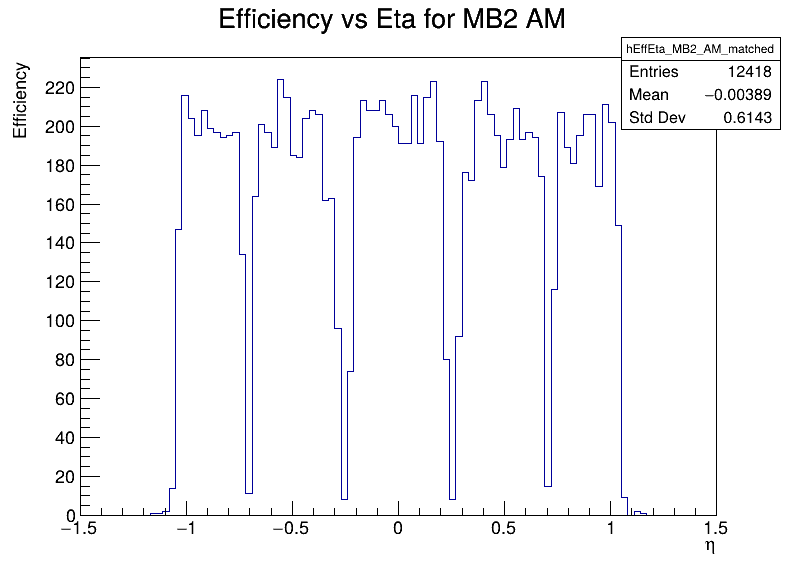 Efficiency vs Eta for MB2 AM
hEffEta_MB2_AM_matched
Entries 12418
Mean −0.00389
Std Dev 0.6143
Efficiency
220
200
180
160
140
120
100
80
60
40
20
0
−1.5 −1 −0.5 0 0.5 1 1.5
η